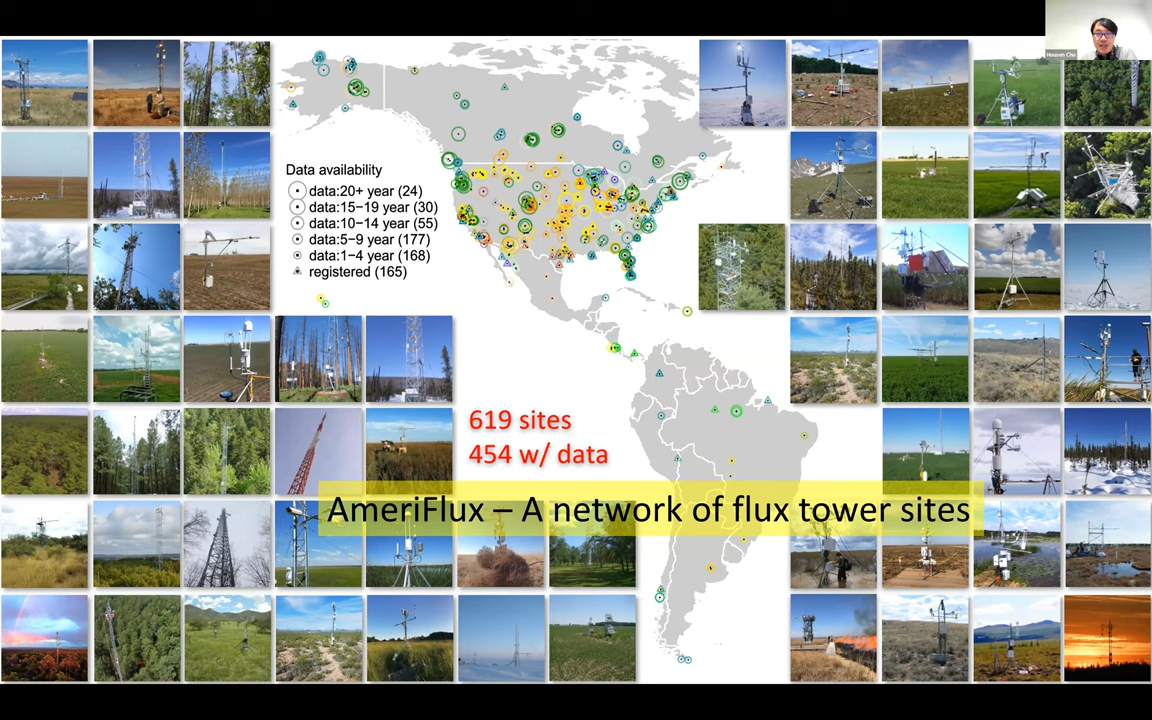 Housen Chu
Data availability
data:20+ year (24)
data:15−19 year (30)
data:10−14 year (55)
data:5−9 year (177)
data:1−4 year (168)
registered (165)
619 sites
454 w/ data
AmeriFlux – A network of flux tower sites